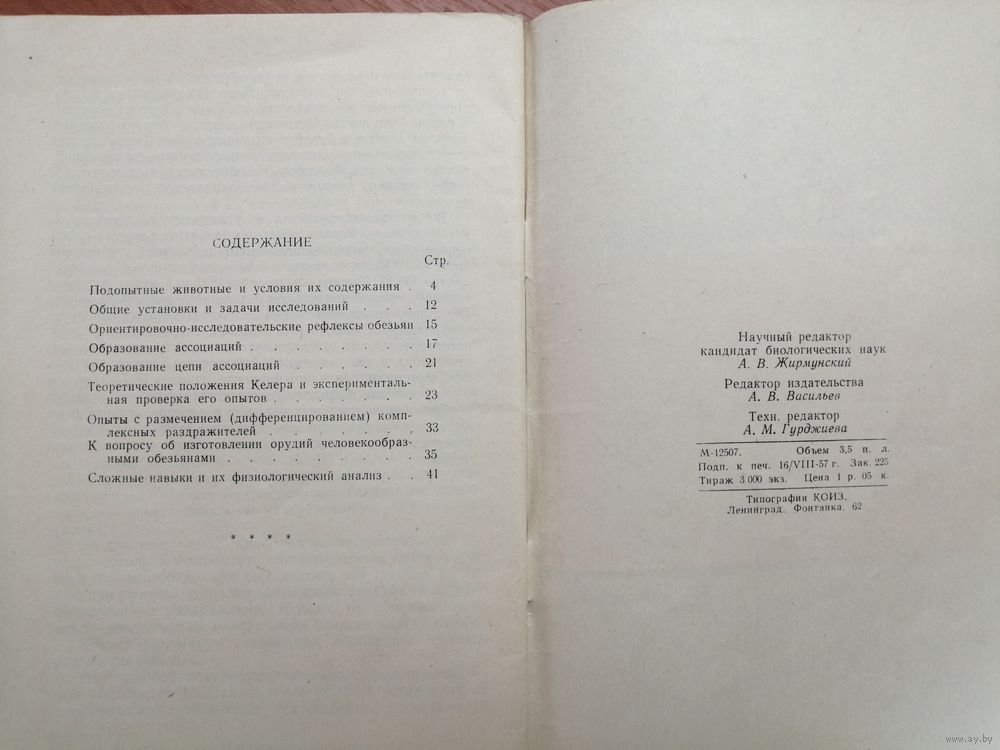 СОДЕРЖАНИЕ
Стр.
Подопытные животные и условия их содержания . 4
Общие установки и задачи исследований . . . 12
Ориентировочно-исследовательские рефлексы обезьян 15
Образование ассоциаций . . . . . . . . 17
Образование цепи ассоциаций . . . . . . 21
Теоретические положения Келера и эксперименталь-
ная проверка его опытов . . . . . . . 23
Опыты с размечением (дифференцированием) комп-
лексных раздражителей . . . . . . . . 33
К вопросу об изготовлении орудий человекообраз-
ными обезьянами . . . . . . . . . 35
Сложные навыки и их физиологический анализ . . 41
* * * *
Научный редактор
кандидат биологических наук
А. В. Жирмунский
Редактор издательства
А. В. Васильев
Техн. редактор
А. М. Гурджиева
М-12507. Объем 3,5 п. л.
Подп. к печ. 16/VIII-57 г. Зак. 225
Тираж 3 000 экз. Цена 1 р. 05 к.
Типография КОИЗ.
Ленинград, Фонтанка, 62
www.ay.by